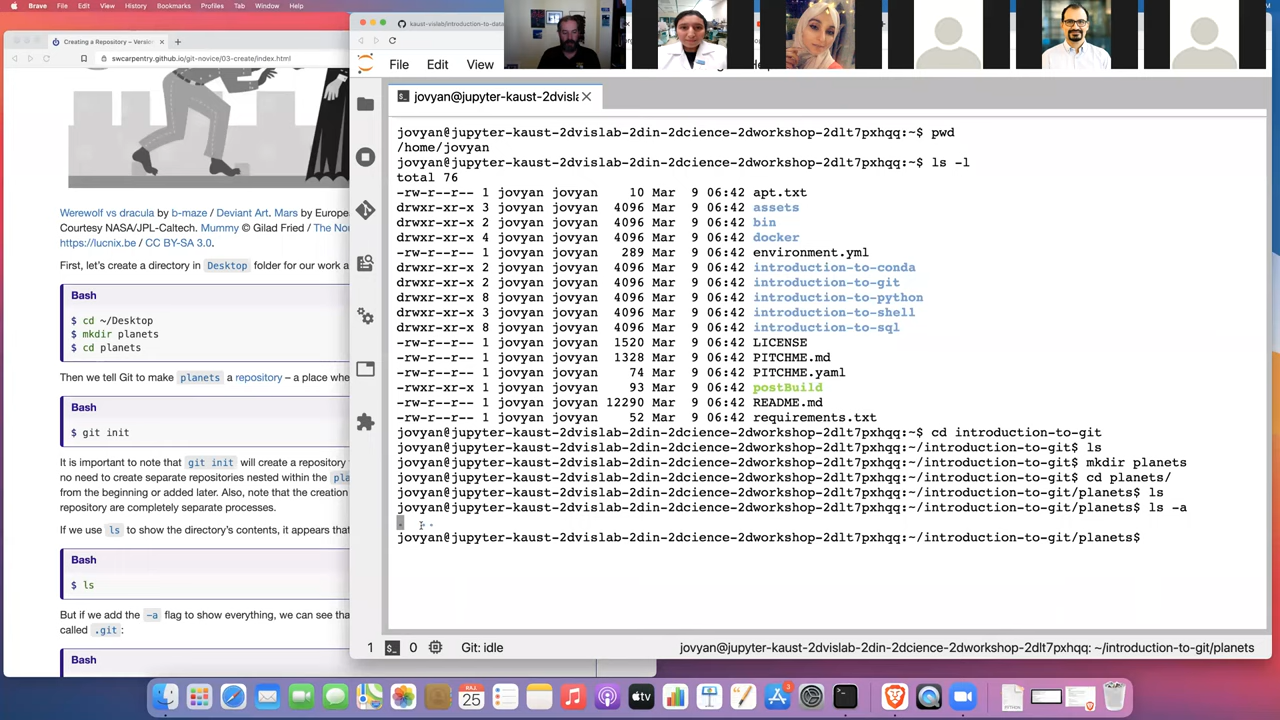 Brave File Edit View History Bookmarks Profiles Tab Window Help
Creating a Repository – Version
swcarpentry.github.io/git-novice/03-create/index.html
Werewolf vs dracula by b-maze / Deviant Art. Mars by Europe
Courtesy NASA/JPL-Caltech. Mummy © Gilad Fried / The No
https://lucnix.be / CC BY-SA 3.0.
First, let's create a directory in Desktop folder for our work a
Bash
$ cd ~/Desktop
$ mkdir planets
$ cd planets
Then we tell Git to make planets a repository – a place whe
Bash
$ git init
It is important to note that git init will create a repository
no need to create separate repositories nested within the pla
from the beginning or added later. Also, note that the creation
repository are completely separate processes.
If we use ls to show the directory's contents, it appears that
Bash
$ ls
But if we add the -a flag to show everything, we can see tha
called .git:
Bash
kaust-vislab/introduction-to-data
File Edit View
jovyan@jupyter-kaust-2dvisla
jovyan@jupyter-kaust-2dvislab-2din-2dcience-2dworkshop-2dlt7pxhqq:~$ pwd
/home/jovyan
jovyan@jupyter-kaust-2dvislab-2din-2dcience-2dworkshop-2dlt7pxhqq:~$ ls -l
total 76
-rw-r--r-- 1 jovyan jovyan 10 Mar 9 06:42 apt.txt
drwxr-xr-x 3 jovyan jovyan 4096 Mar 9 06:42 assets
drwxr-xr-x 2 jovyan jovyan 4096 Mar 9 06:42 bin
drwxr-xr-x 4 jovyan jovyan 4096 Mar 9 06:42 docker
-rw-r--r-- 1 jovyan jovyan 289 Mar 9 06:42 environment.yml
drwxr-xr-x 2 jovyan jovyan 4096 Mar 9 06:42 introduction-to-conda
drwxr-xr-x 2 jovyan jovyan 4096 Mar 9 06:42 introduction-to-git
drwxr-xr-x 8 jovyan jovyan 4096 Mar 9 06:42 introduction-to-python
drwxr-xr-x 3 jovyan jovyan 4096 Mar 9 06:42 introduction-to-shell
drwxr-xr-x 8 jovyan jovyan 4096 Mar 9 06:42 introduction-to-sql
-rw-r--r-- 1 jovyan jovyan 1520 Mar 9 06:42 LICENSE
-rw-r--r-- 1 jovyan jovyan 1328 Mar 9 06:42 PITCHME.md
-rw-r--r-- 1 jovyan jovyan 74 Mar 9 06:42 PITCHME.yaml
-rwxr-xr-x 1 jovyan jovyan 93 Mar 9 06:42 postBuild
-rw-r--r-- 1 jovyan jovyan 12290 Mar 9 06:42 README.md
-rw-r--r-- 1 jovyan jovyan 52 Mar 9 06:42 requirements.txt
jovyan@jupyter-kaust-2dvislab-2din-2dcience-2dworkshop-2dlt7pxhqq:~$ cd introduction-to-git
jovyan@jupyter-kaust-2dvislab-2din-2dcience-2dworkshop-2dlt7pxhqq:~/introduction-to-git$ ls
jovyan@jupyter-kaust-2dvislab-2din-2dcience-2dworkshop-2dlt7pxhqq:~/introduction-to-git$ mkdir planets
jovyan@jupyter-kaust-2dvislab-2din-2dcience-2dworkshop-2dlt7pxhqq:~/introduction-to-git$ cd planets/
jovyan@jupyter-kaust-2dvislab-2din-2dcience-2dworkshop-2dlt7pxhqq:~/introduction-to-git/planets$ ls
jovyan@jupyter-kaust-2dvislab-2din-2dcience-2dworkshop-2dlt7pxhqq:~/introduction-to-git/planets$ ls -a
. ..
jovyan@jupyter-kaust-2dvislab-2din-2dcience-2dworkshop-2dlt7pxhqq:~/introduction-to-git/planets$
1 0 Git: idle jovyan@jupyter-kaust-2dvislab-2din-2dcience-2dworkshop-2dlt7pxhqq: ~/introduction-to-git/planets
25
3
tv